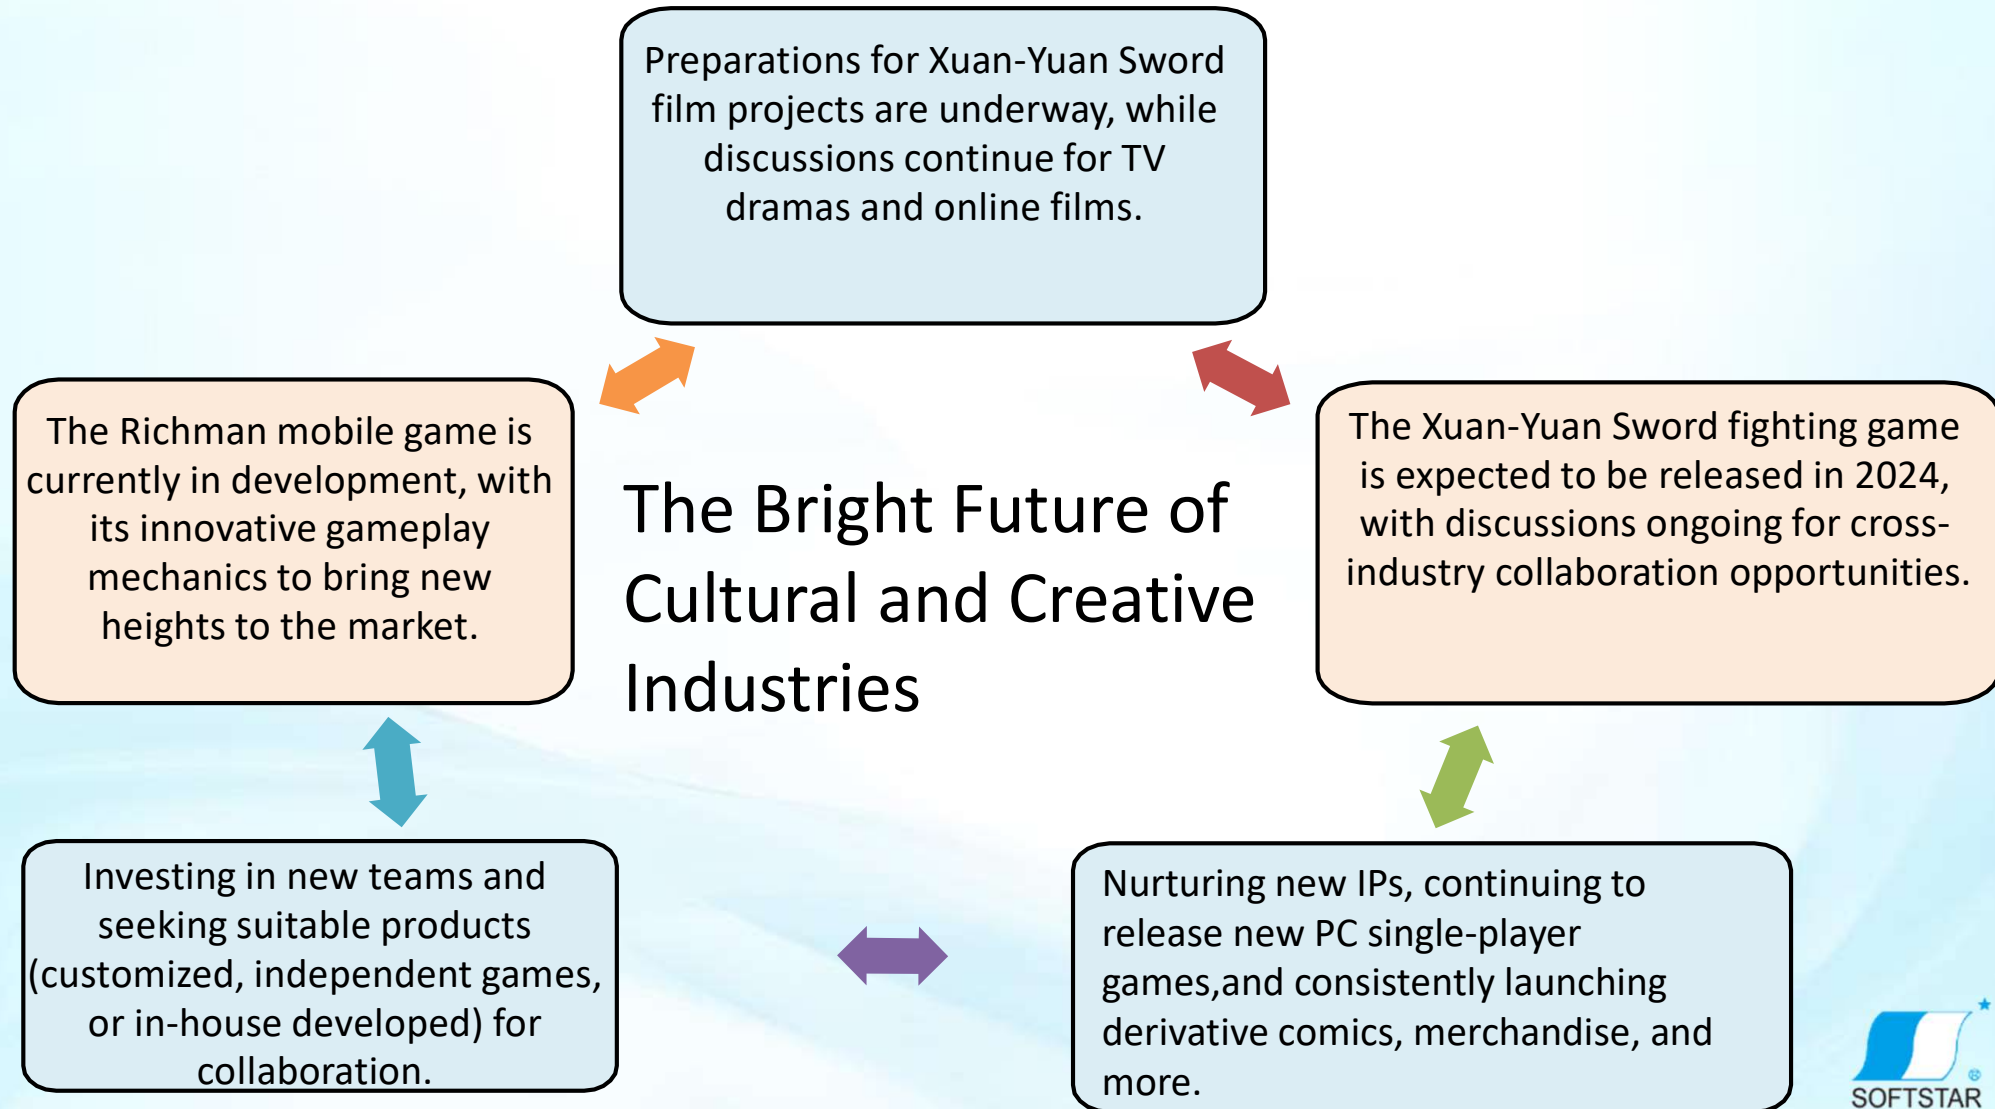 Preparations for Xuan-Yuan Sword
film projects are underway, while
discussions continue for TV
dramas and online films.
The Richman mobile game is
currently in development, with
its innovative gameplay
mechanics to bring new
heights to the market.
The Bright Future of
Cultural and Creative
Industries
The Xuan-Yuan Sword fighting game
is expected to be released in 2024,
with discussions ongoing for cross-
industry collaboration opportunities.
Investing in new teams and
seeking suitable products
(customized, independent games,
or in-house developed) for
collaboration.
Nurturing new IPs, continuing to
release new PC single-player
games,and consistently launching
derivative comics, merchandise, and
more.
®
SOFTSTAR